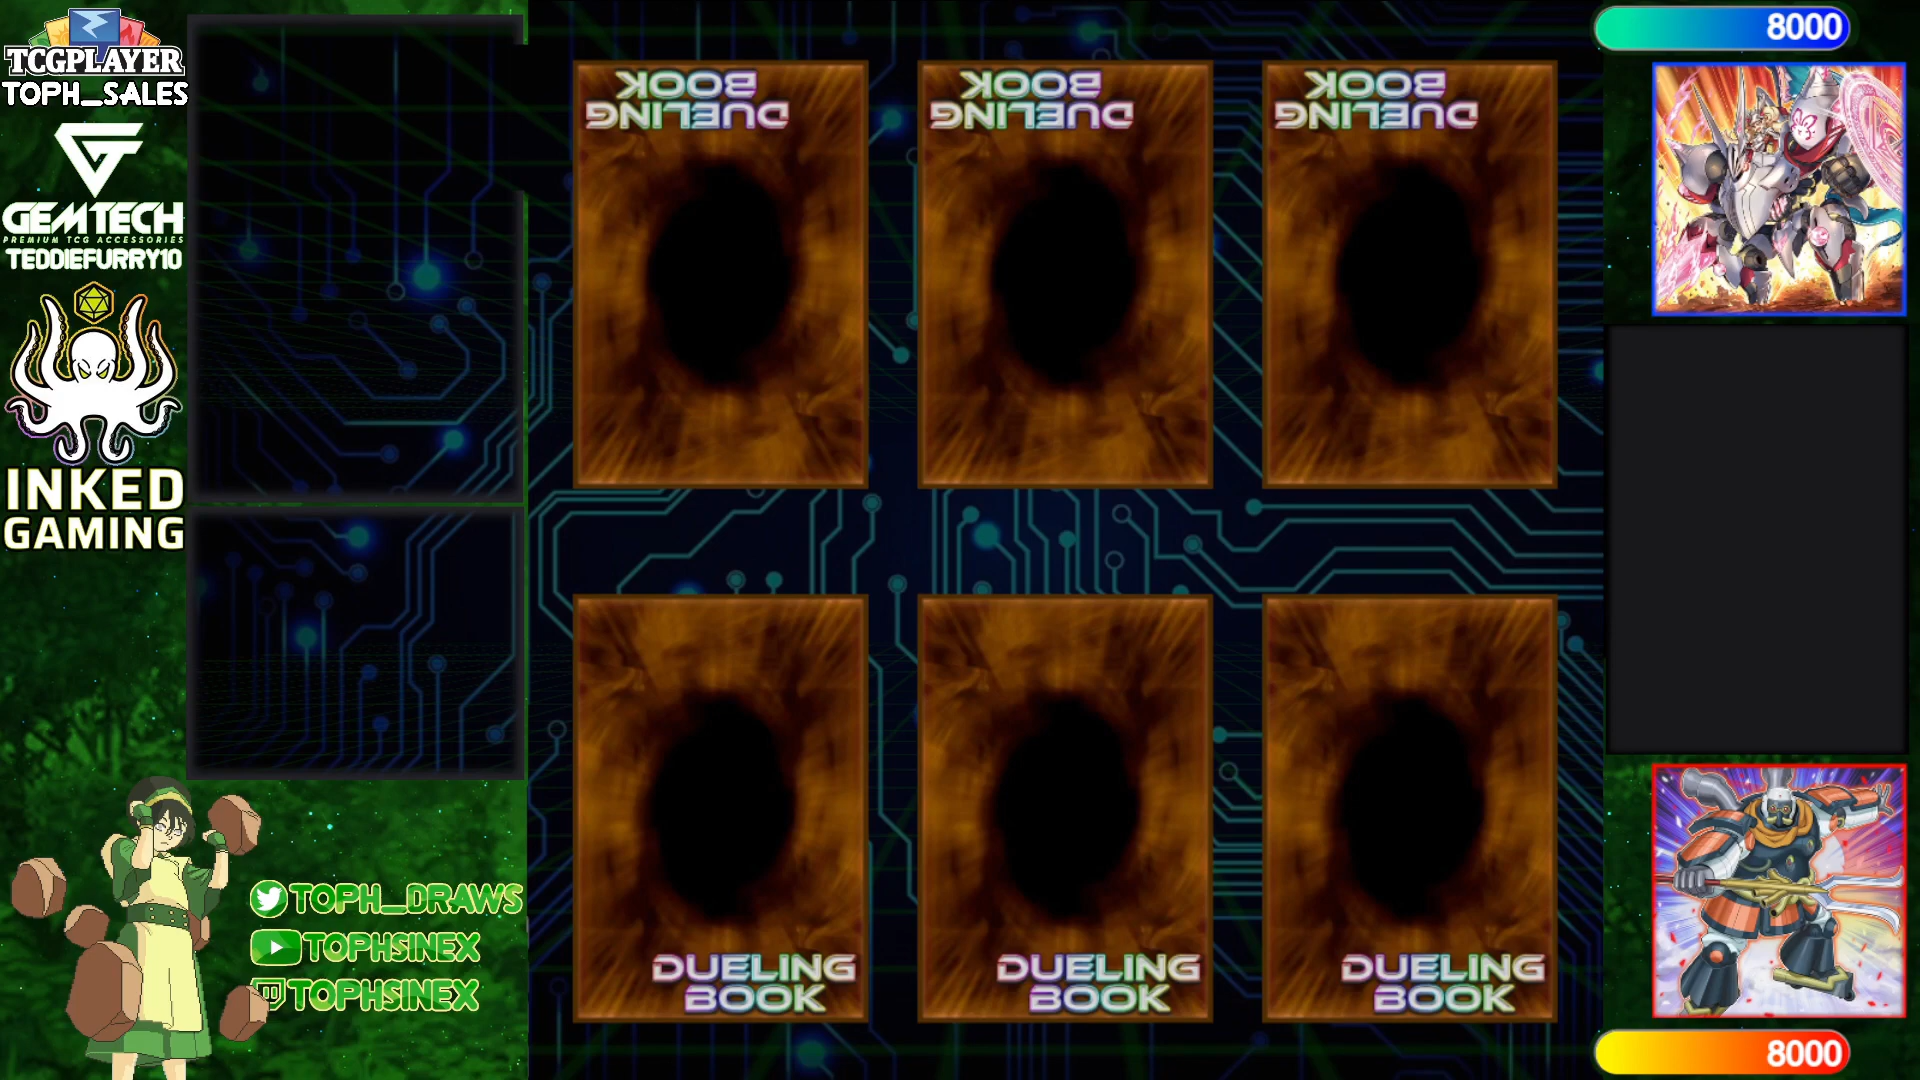 TCGPLAYER
TOPH_SALES
GEMTECH
PREMIUM TCG ACCESSORIES
TEDDIEFURRY10
INKED
GAMING
TOPH_DRAWS
TOPHSINEX
TOPHSINEX
DUELING
BOOK
DUELING
BOOK
DUELING
BOOK
DUELING
BOOK
DUELING
BOOK
DUELING
BOOK
8000
8000